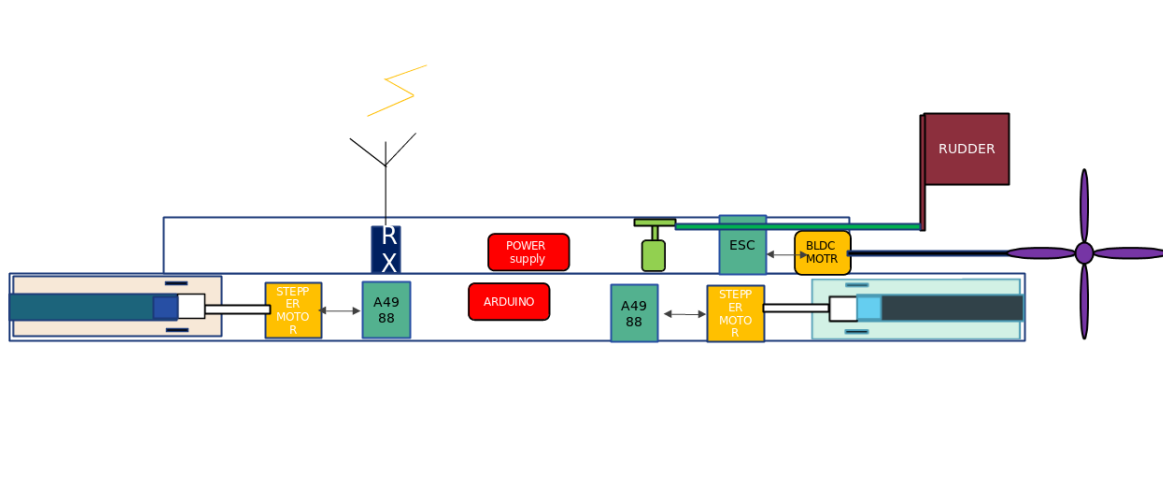 RUDDER
R
X
POWER
supply
ESC
BLDC
MOTR
STEPP
ER
MOTO
R
A49
88
ARDUINO
A49
88
STEPP
ER
MOTO
R